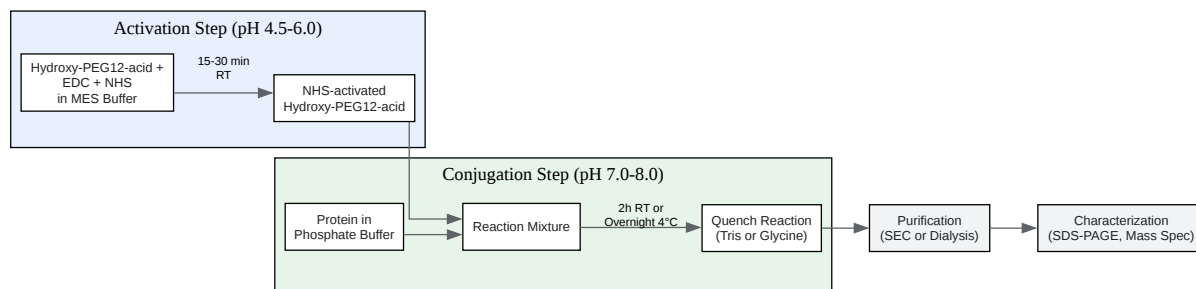 Activation Step (pH 4.5-6.0)
Hydroxy-PEG12-acid +
EDC + NHS
in MES Buffer
15-30 min
RT
NHS-activated
Hydroxy-PEG12-acid
Conjugation Step (pH 7.0-8.0)
Protein in
Phosphate Buffer
Reaction Mixture
2h RT or
Overnight 4°C
Quench Reaction
(Tris or Glycine)
Purification
(SEC or Dialysis)
Characterization
(SDS-PAGE, Mass Spec)